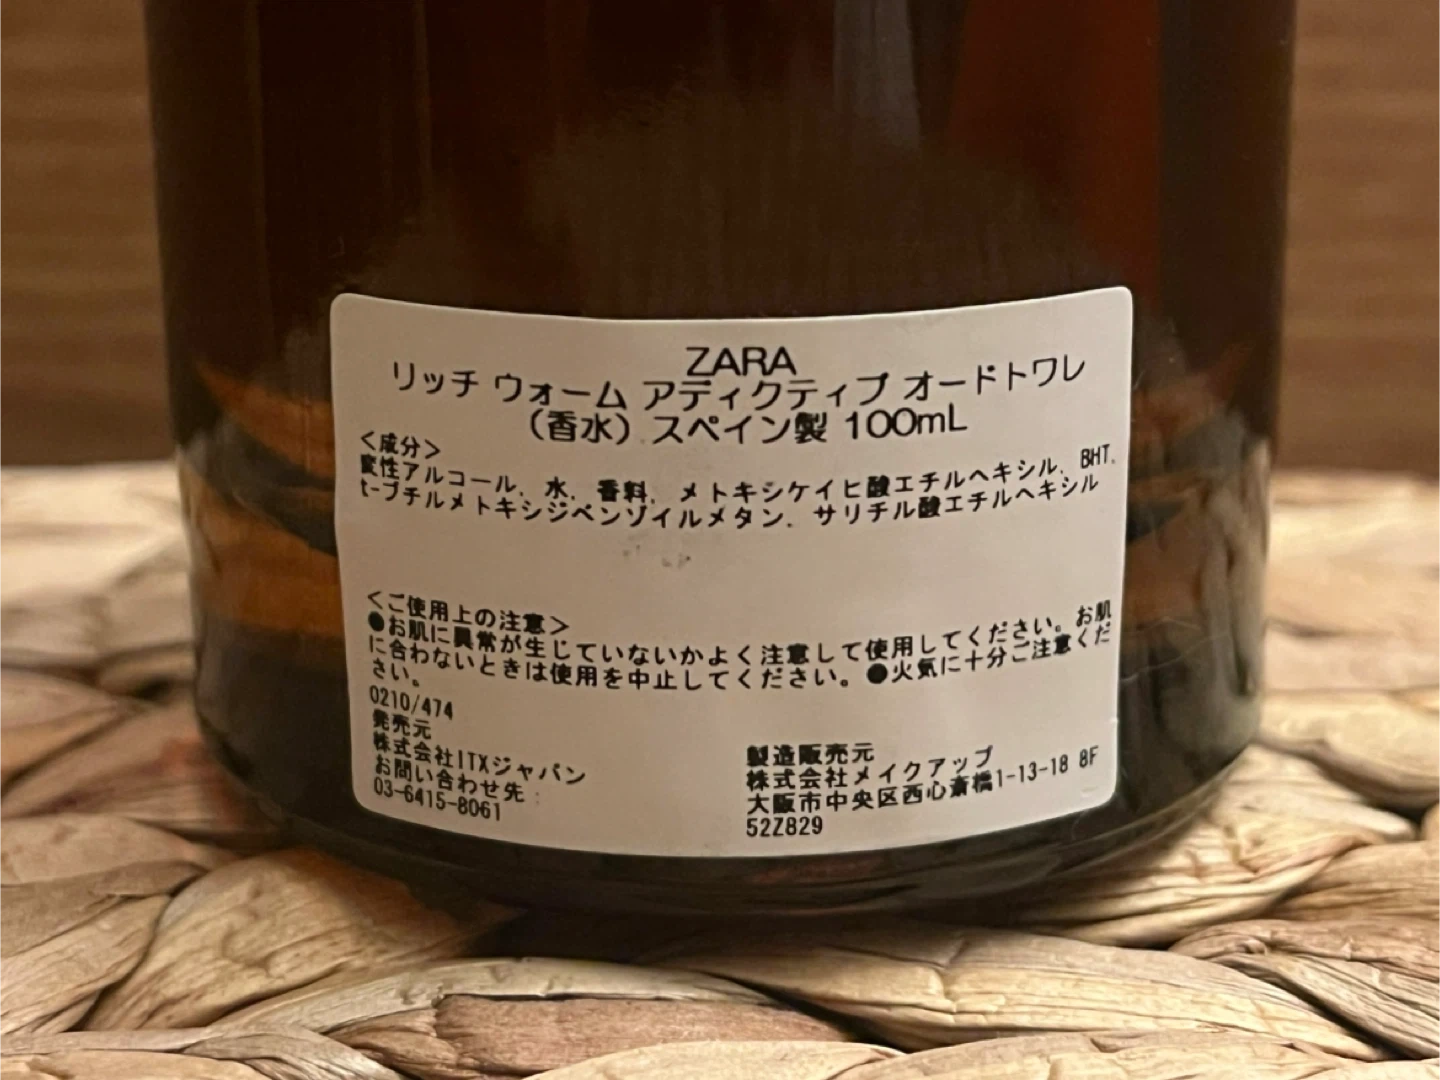 ZARA
リッチ ウォーム アディクティブ オードトワレ
（香水）スペイン製 100mL
＜成分＞
変性アルコール、水、香料、メトキシケイヒ酸エチルヘキシル、BHT、
t-ブチルメトキシジベンゾイルメタン、サリチル酸エチルヘキシル
＜ご使用上の注意＞
●お肌に異常が生じていないかよく注意して使用してください。お肌
に合わないときは使用を中止してください。●火気に十分ご注意くだ
さい。
0210/474
発売元
株式会社ITXジャパン
お問い合わせ先：
03-6415-8061
製造販売元
株式会社メイクアップ
大阪市中央区西心斎橋1-13-18 8F
52Z829